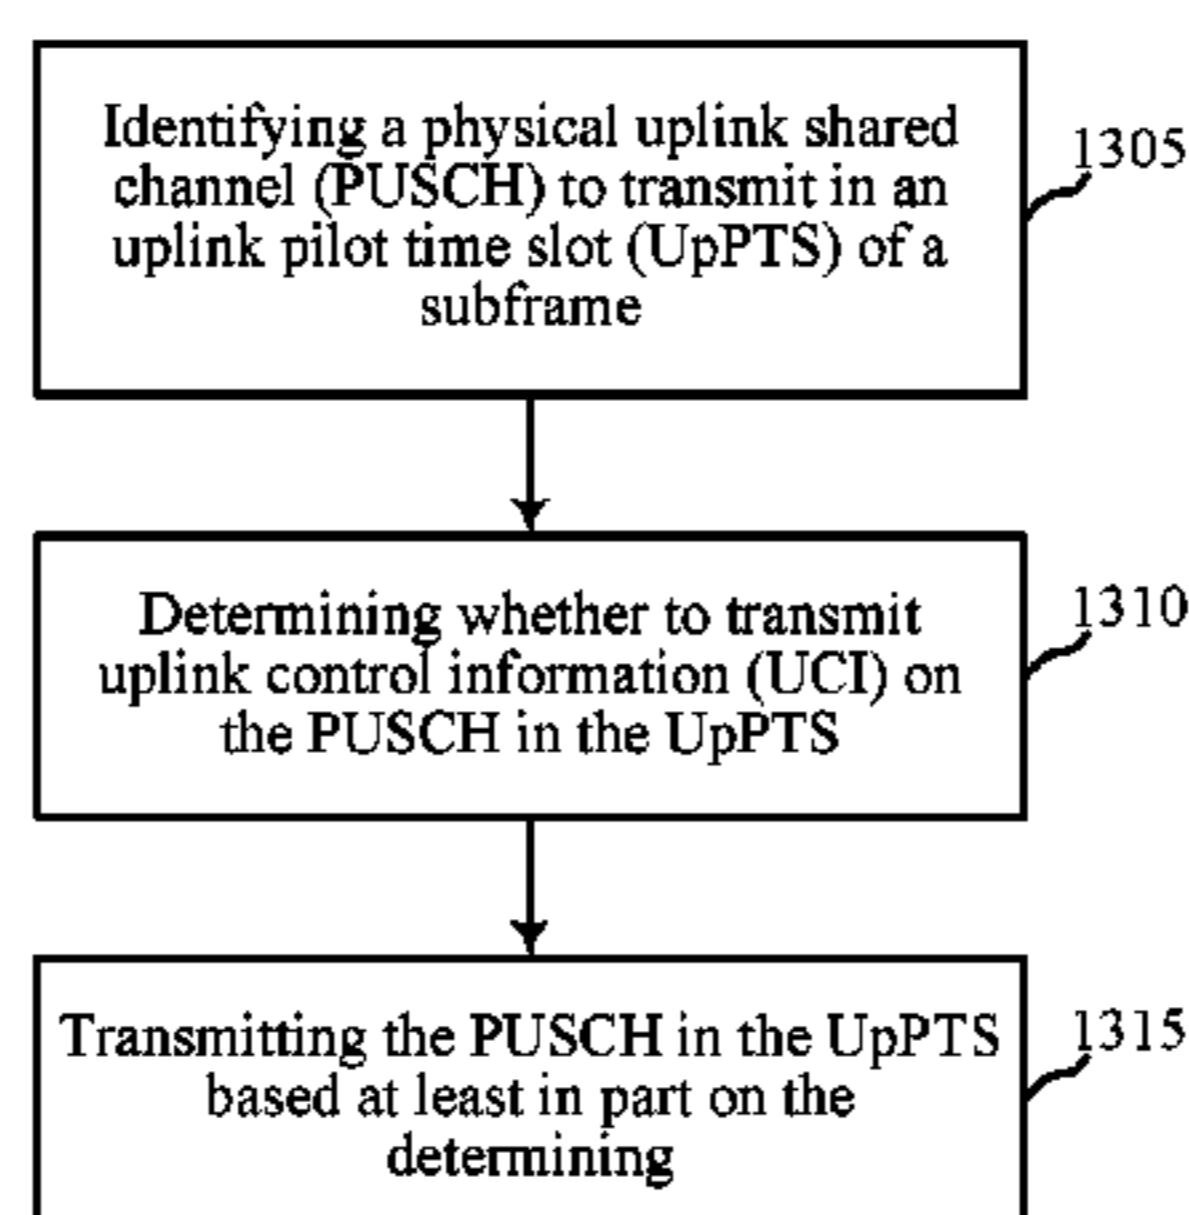 Identifying a physical uplink shared
channel (PUSCH) to transmit in an
uplink pilot time slot (UpPTS) of a
subframe
1305
Determining whether to transmit
uplink control information (UCI) on
the PUSCH in the UpPTS
1310
Transmitting the PUSCH in the UpPTS
based at least in part on the
determining
1315